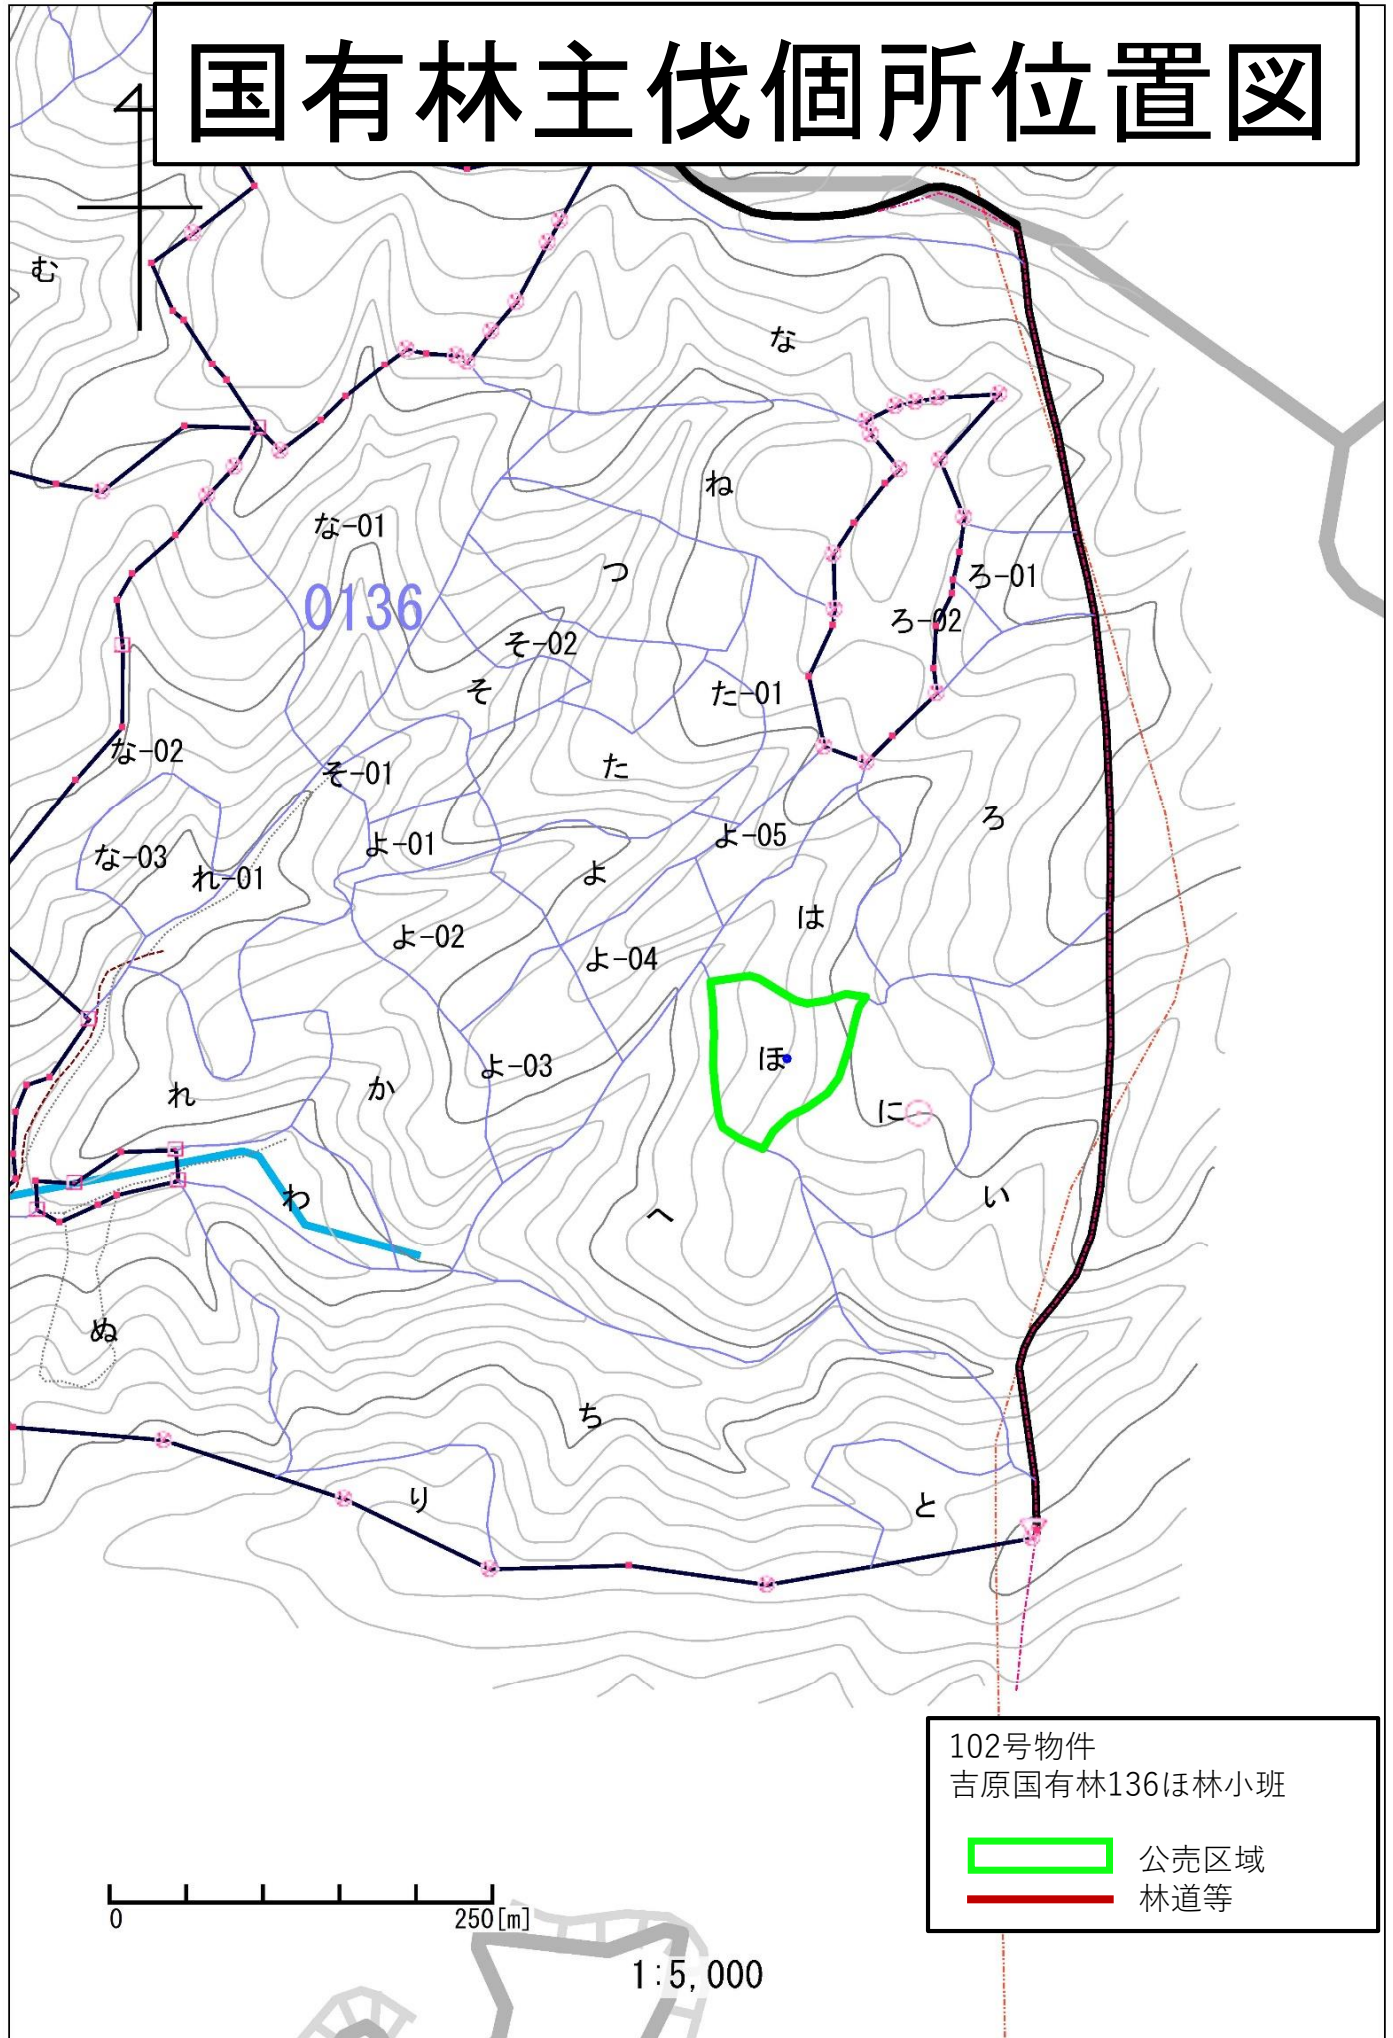 国有林主伐個所位置図
む
な
ね
な-01
つ
ろ-01
0136
ろ-02
そ-02
そ
た-01
な-02
そ-01
た
ろ
よ-01
よ-05
な-03
れ-01
よ
は
よ-02
よ-04
ほ
よ-03
か
れ
に
わ
へ
い
ぬ
ち
り
と
102号物件
吉原国有林136ほ林小班
公売区域
林道等
0 250[m]
1:5,000